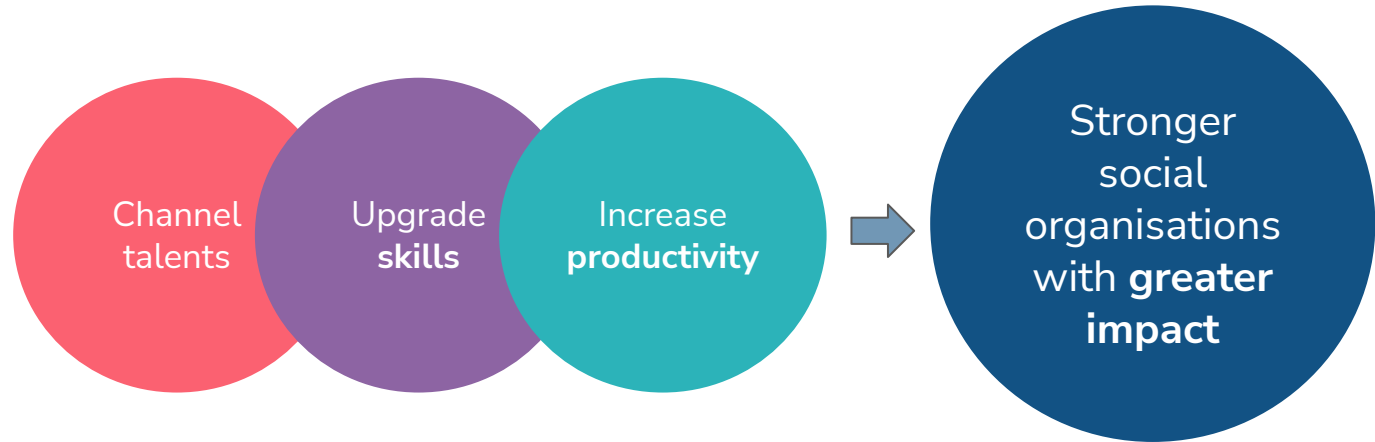 Channel
talents
Upgrade
skills
Increase
productivity
Stronger
social
organisations
with greater
impact